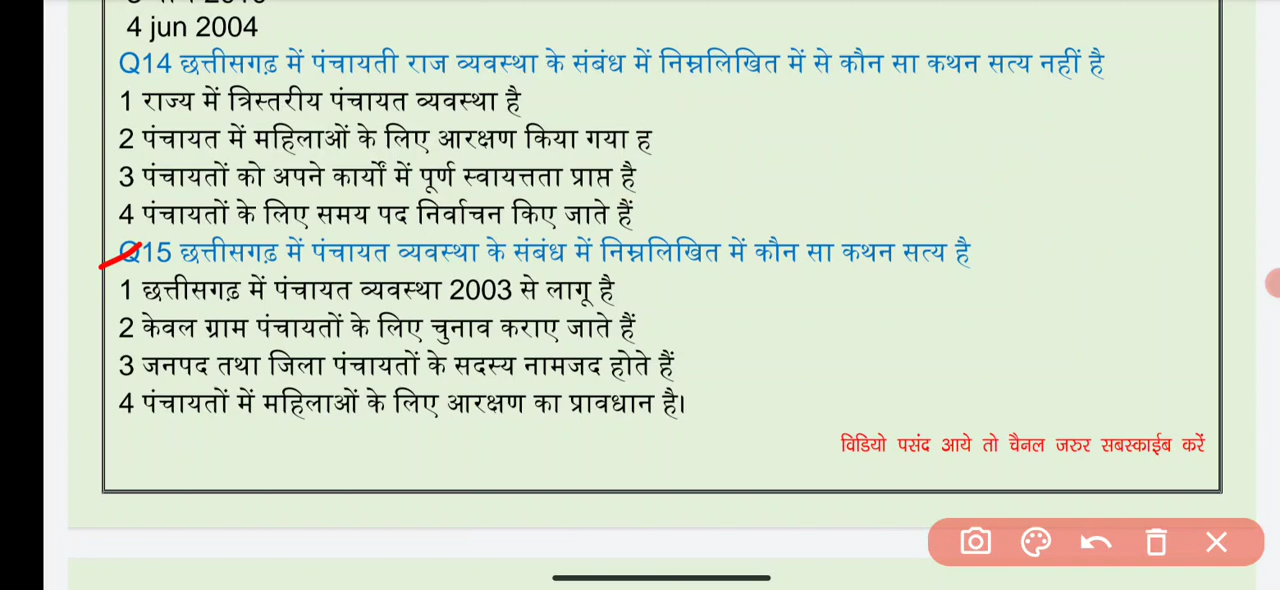 4 jun 2004
Q14 छत्तीसगढ़ में पंचायती राज व्यवस्था के संबंध में निम्नलिखित में से कौन सा कथन सत्य नहीं है
1 राज्य में त्रिस्तरीय पंचायत व्यवस्था है
2 पंचायत में महिलाओं के लिए आरक्षण किया गया ह
3 पंचायतों को अपने कार्यों में पूर्ण स्वायत्तता प्राप्त है
4 पंचायतों के लिए समय पद निर्वाचन किए जाते हैं
Q15 छत्तीसगढ़ में पंचायत व्यवस्था के संबंध में निम्नलिखित में कौन सा कथन सत्य है
1 छत्तीसगढ़ में पंचायत व्यवस्था 2003 से लागू है
2 केवल ग्राम पंचायतों के लिए चुनाव कराए जाते हैं
3 जनपद तथा जिला पंचायतों के सदस्य नामजद होते हैं
4 पंचायतों में महिलाओं के लिए आरक्षण का प्रावधान है।
विडियो पसंद आये तो चैनल जरुर सबस्काईब करें